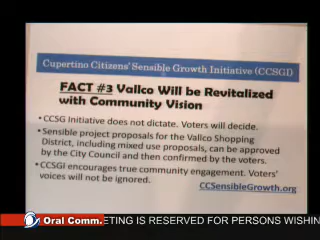 Cupertino Citizens' Sensible Growth Initiative (CCSGI)
FACT #3 Vallco Will be Revitalized
with Community Vision
• CCSG Initiative does not dictate. Voters will decide.
• Sensible project proposals for the Vallco Shopping
District, including mixed use proposals, can be approved
by the City Council and then confirmed by the voters.
• CCSGI encourages true community engagement. Voters'
voices will not be ignored.
CCSensibleGrowth.org
Oral Comm. ETING IS RESERVED FOR PERSONS WISHIN